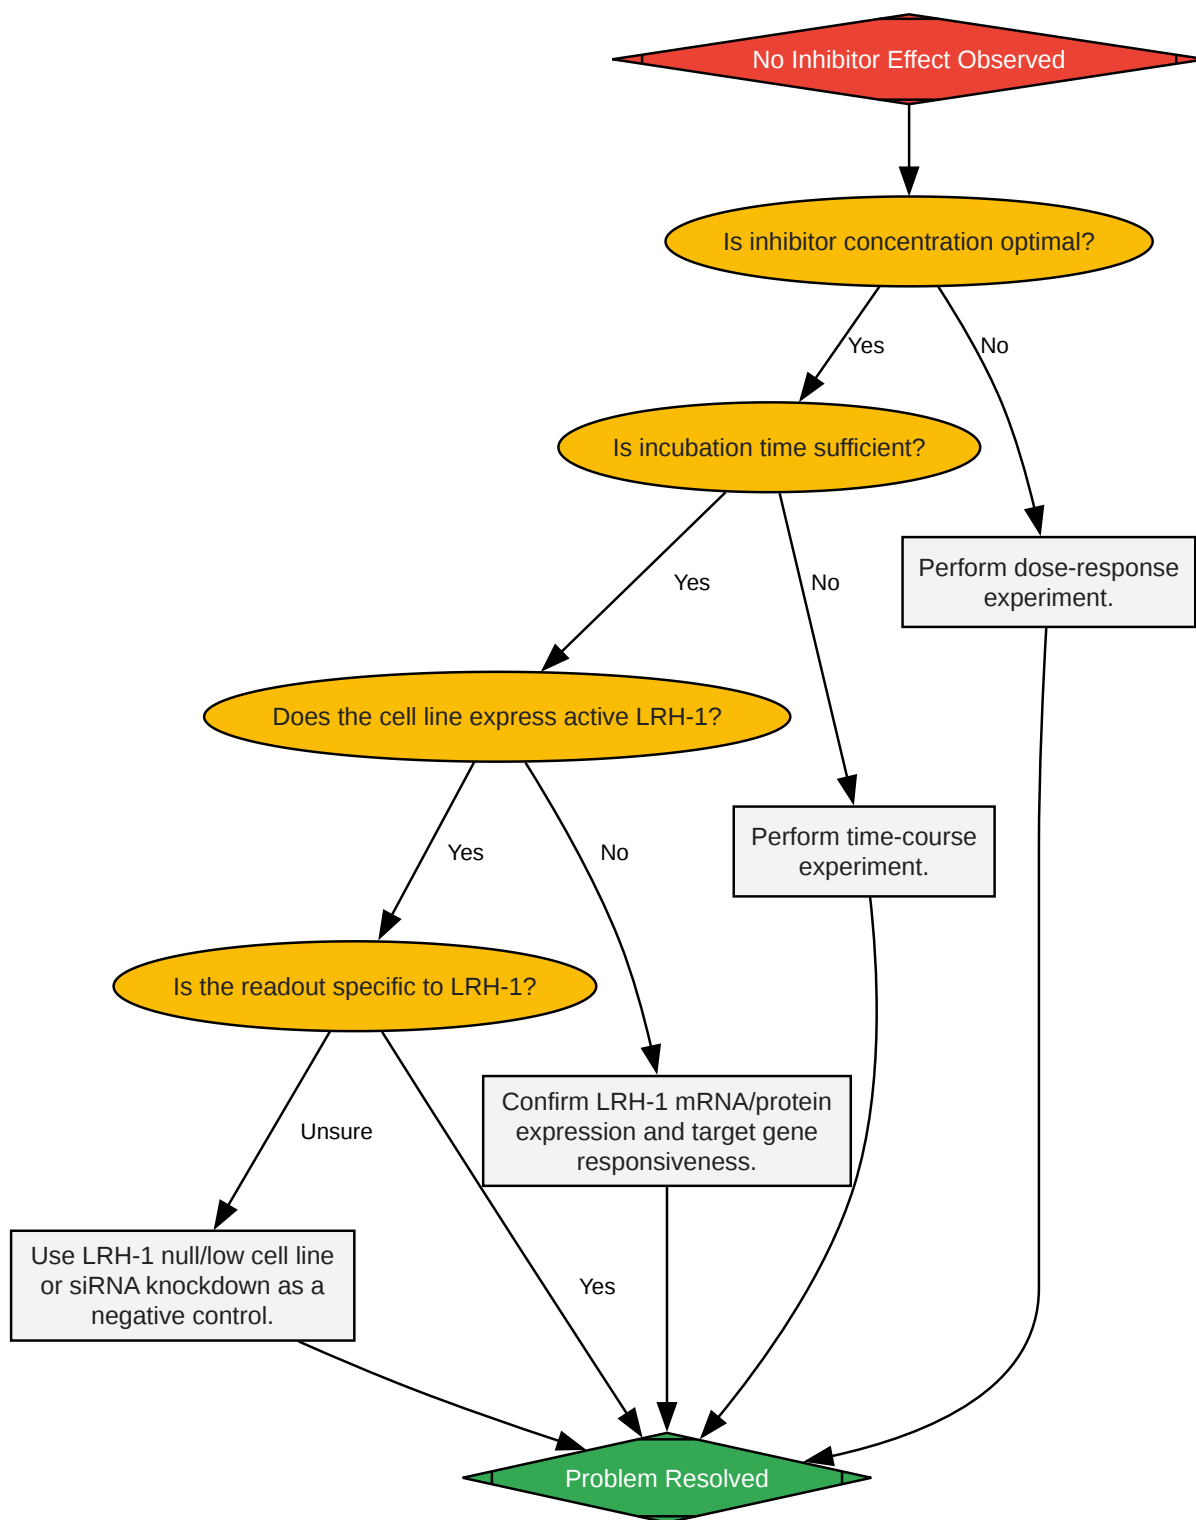 No Inhibitor Effect Observed
Is inhibitor concentration optimal?
Yes
No
Is incubation time sufficient?
Perform dose-response
experiment.
Yes
No
Does the cell line express active LRH-1?
Perform time-course
experiment.
Yes
No
Is the readout specific to LRH-1?
Confirm LRH-1 mRNA/protein
expression and target gene
responsiveness.
Unsure
Yes
Use LRH-1 null/low cell line
or siRNA knockdown as a
negative control.
Problem Resolved